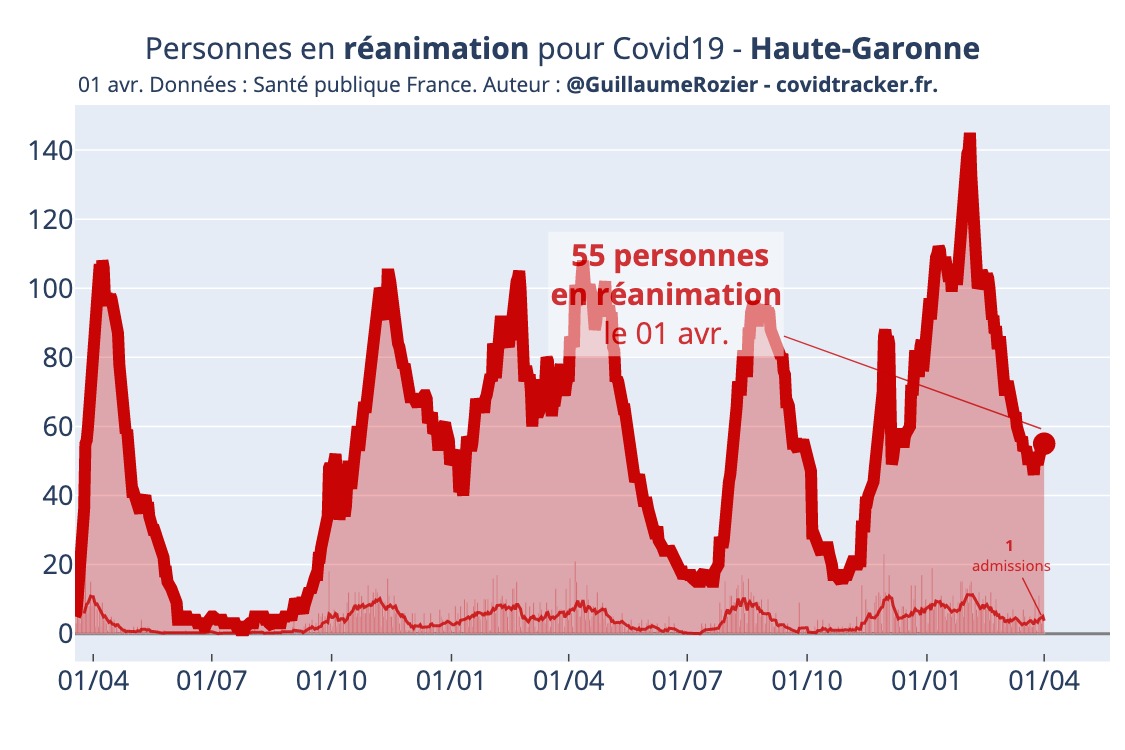 Personnes en réanimation pour Covid19 - Haute-Garonne
01 avr. Données : Santé publique France. Auteur : @GuillaumeRozier - covidtracker.fr.
140
120
100
80
60
40
20
0
55 personnes
en réanimation
le 01 avr.
1
admissions
01/04 01/07 01/10 01/01 01/04 01/07 01/10 01/01 01/04